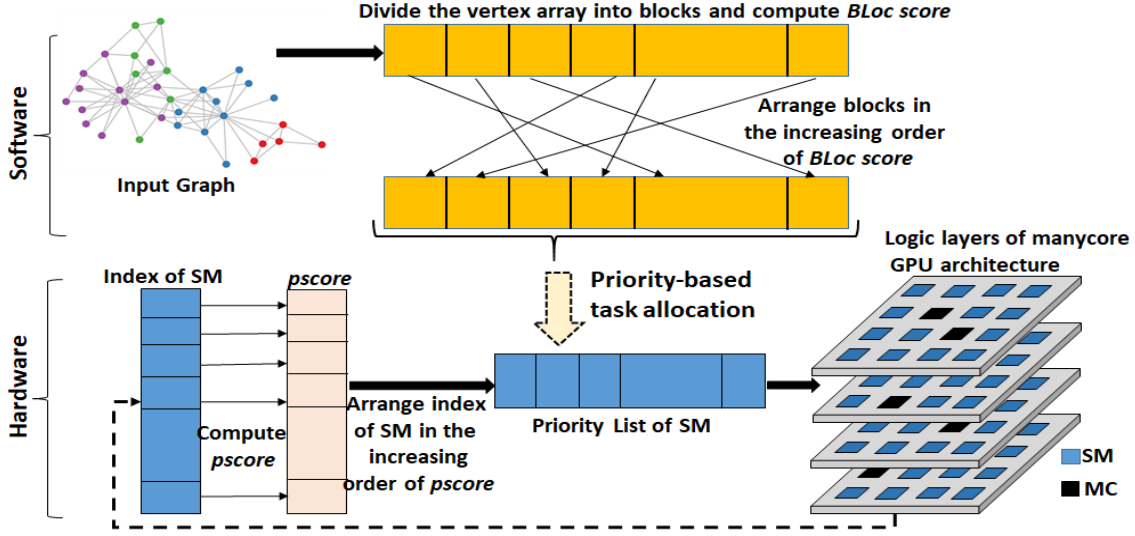 Divide the vertex array into blocks and compute BLoc score
Software
Input Graph
Arrange blocks in
the increasing order
of BLoc score
Logic layers of manycore
GPU architecture
Hardware
Index of SM
pscore
Priority-based
task allocation
Compute
pscore
Arrange index
of SM in the
increasing
order of pscore
Priority List of SM
SM
MC